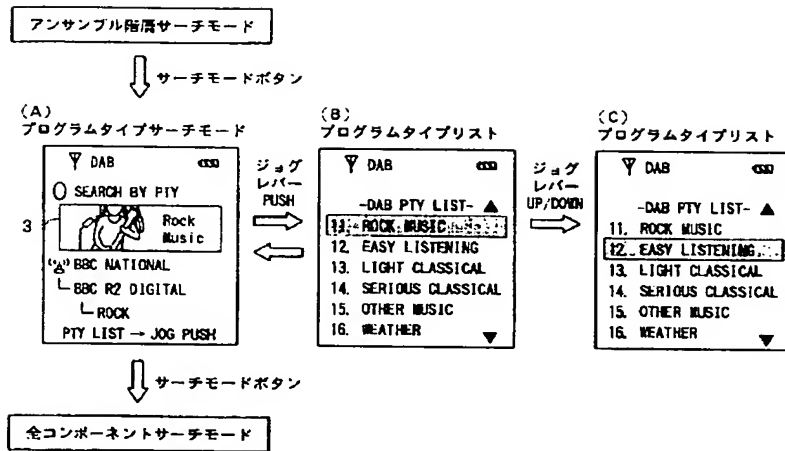 アンサンブル階層サーチモード
サーチモードボタン
(A)
プログラムタイプサーチモード
DAB
SEARCH BY PTY
3
Rock
Music
BBC NATIONAL
BBC R2 DIGITAL
ROCK
PTY LIST → JOG PUSH
ジョグ
レバー
PUSH
(B)
プログラムタイプリスト
DAB
-DAB PTY LIST- ▲
11. ROCK MUSIC
12. EASY LISTENING
13. LIGHT CLASSICAL
14. SERIOUS CLASSICAL
15. OTHER MUSIC
16. WEATHER ▼
ジョグ
レバー
UP/DOWN
(C)
プログラムタイプリスト
DAB
-DAB PTY LIST- ▲
11. ROCK MUSIC
12. EASY LISTENING
13. LIGHT CLASSICAL
14. SERIOUS CLASSICAL
15. OTHER MUSIC
16. WEATHER ▼
サーチモードボタン
全コンポーネントサーチモード